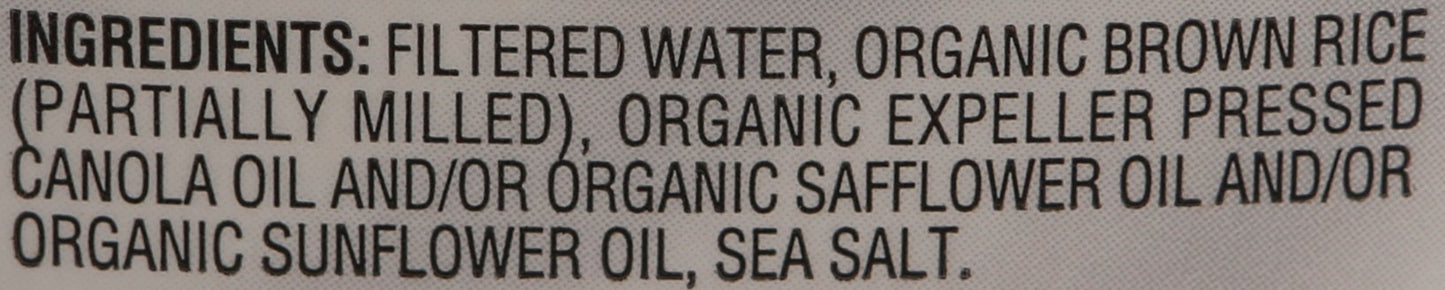 INGREDIENTS: FILTERED WATER, ORGANIC BROWN RICE
(PARTIALLY MILLED), ORGANIC EXPELLER PRESSED
CANOLA OIL AND/OR ORGANIC SAFFLOWER OIL AND/OR
ORGANIC SUNFLOWER OIL, SEA SALT.